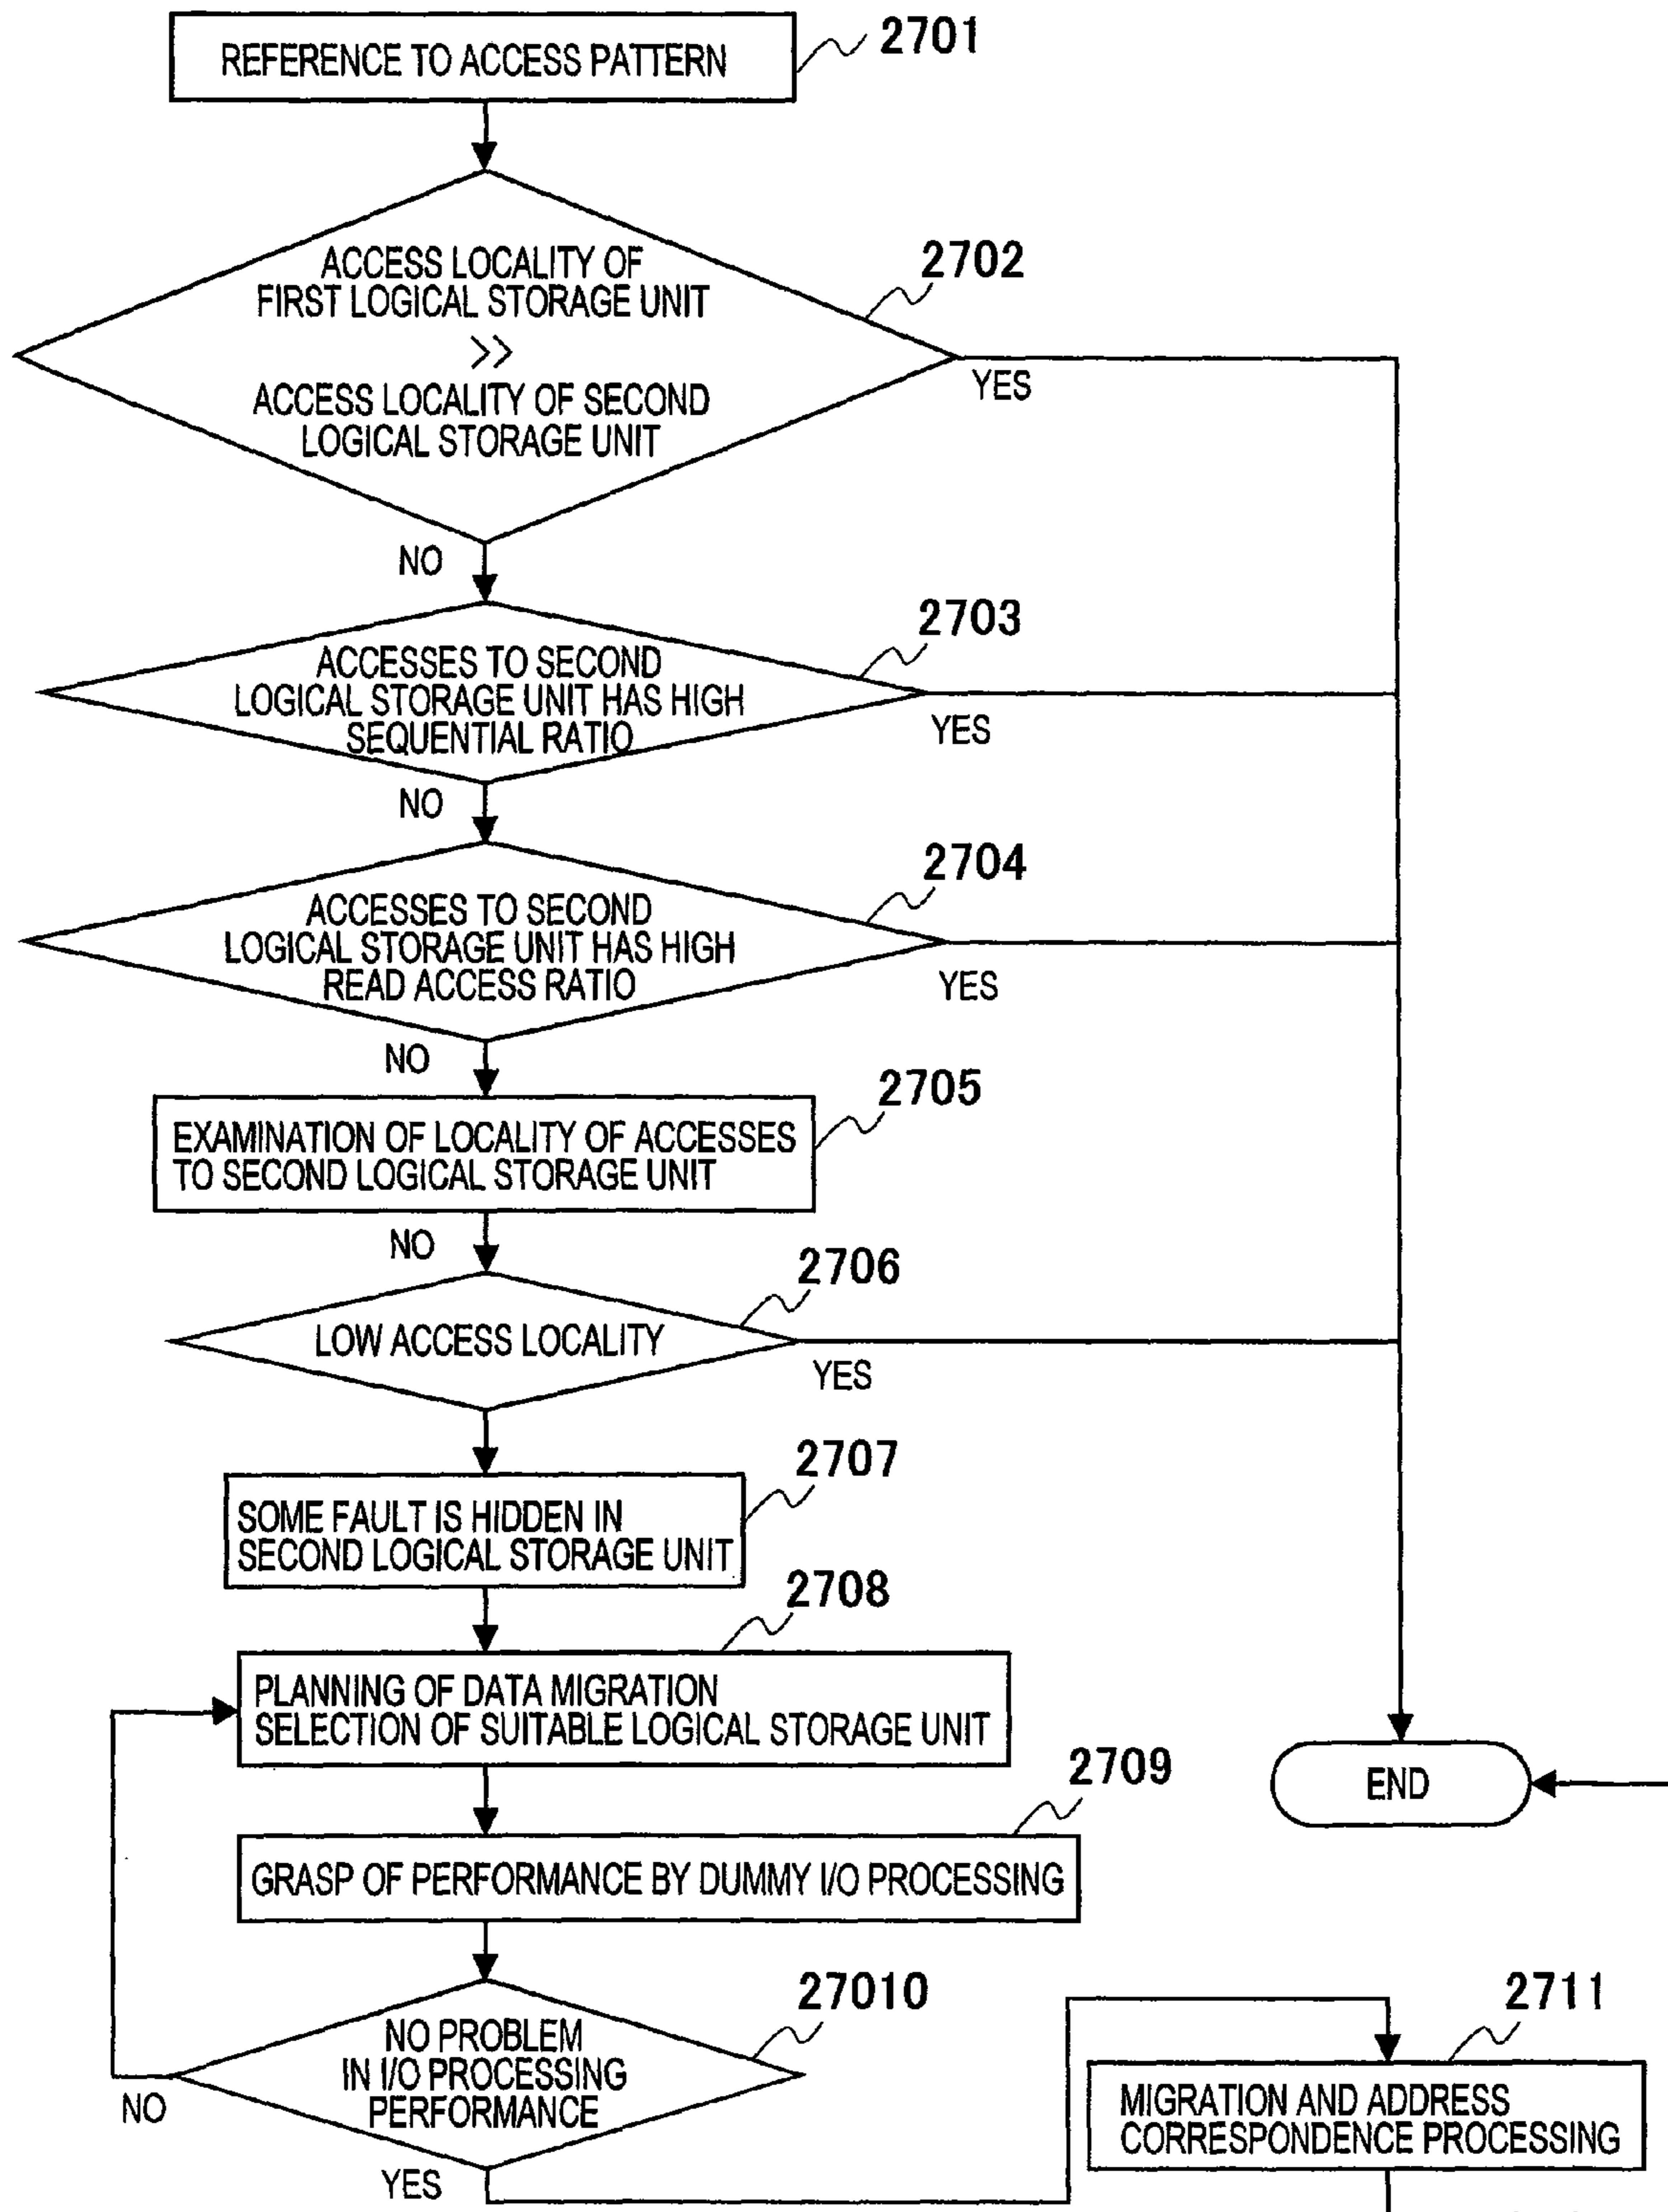 REFERENCE TO ACCESS PATTERN
2701
ACCESS LOCALITY OF
FIRST LOGICAL STORAGE UNIT
>>
ACCESS LOCALITY OF SECOND
LOGICAL STORAGE UNIT
2702
YES
NO
ACCESSES TO SECOND
LOGICAL STORAGE UNIT HAS HIGH
SEQUENTIAL RATIO
2703
YES
NO
ACCESSES TO SECOND
LOGICAL STORAGE UNIT HAS HIGH
READ ACCESS RATIO
2704
YES
NO
EXAMINATION OF LOCALITY OF ACCESSES
TO SECOND LOGICAL STORAGE UNIT
2705
NO
LOW ACCESS LOCALITY
2706
YES
SOME FAULT IS HIDDEN IN
SECOND LOGICAL STORAGE UNIT
2707
PLANNING OF DATA MIGRATION
SELECTION OF SUITABLE LOGICAL STORAGE UNIT
2708
END
GRASP OF PERFORMANCE BY DUMMY I/O PROCESSING
2709
NO PROBLEM
IN I/O PROCESSING
PERFORMANCE
27010
NO
YES
MIGRATION AND ADDRESS
CORRESPONDENCE PROCESSING
2711